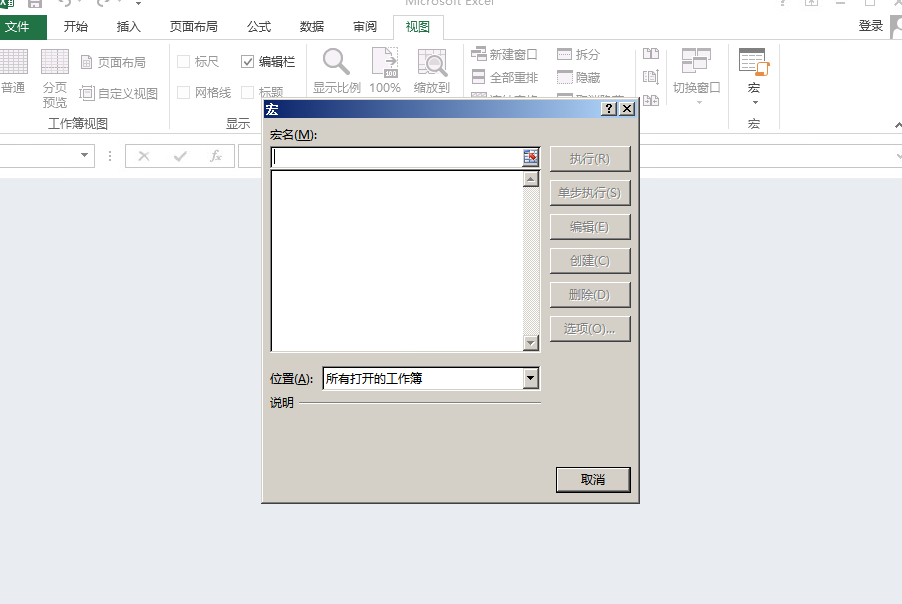 Microsoft Excel
文件 开始 插入 页面布局 公式 数据 审阅 视图 登录
普通
分页
预览
页面布局
自定义视图
工作簿视图
标尺 编辑栏
网格线 标题
显示
显示比例 100% 缩放到
新建窗口 拆分
全部重排 隐藏
切换窗口
宏
宏
fx
宏
宏名(M):
执行(R)
单步执行(S)
编辑(E)
创建(C)
删除(D)
选项(O)...
位置(A): 所有打开的工作簿
说明
取消